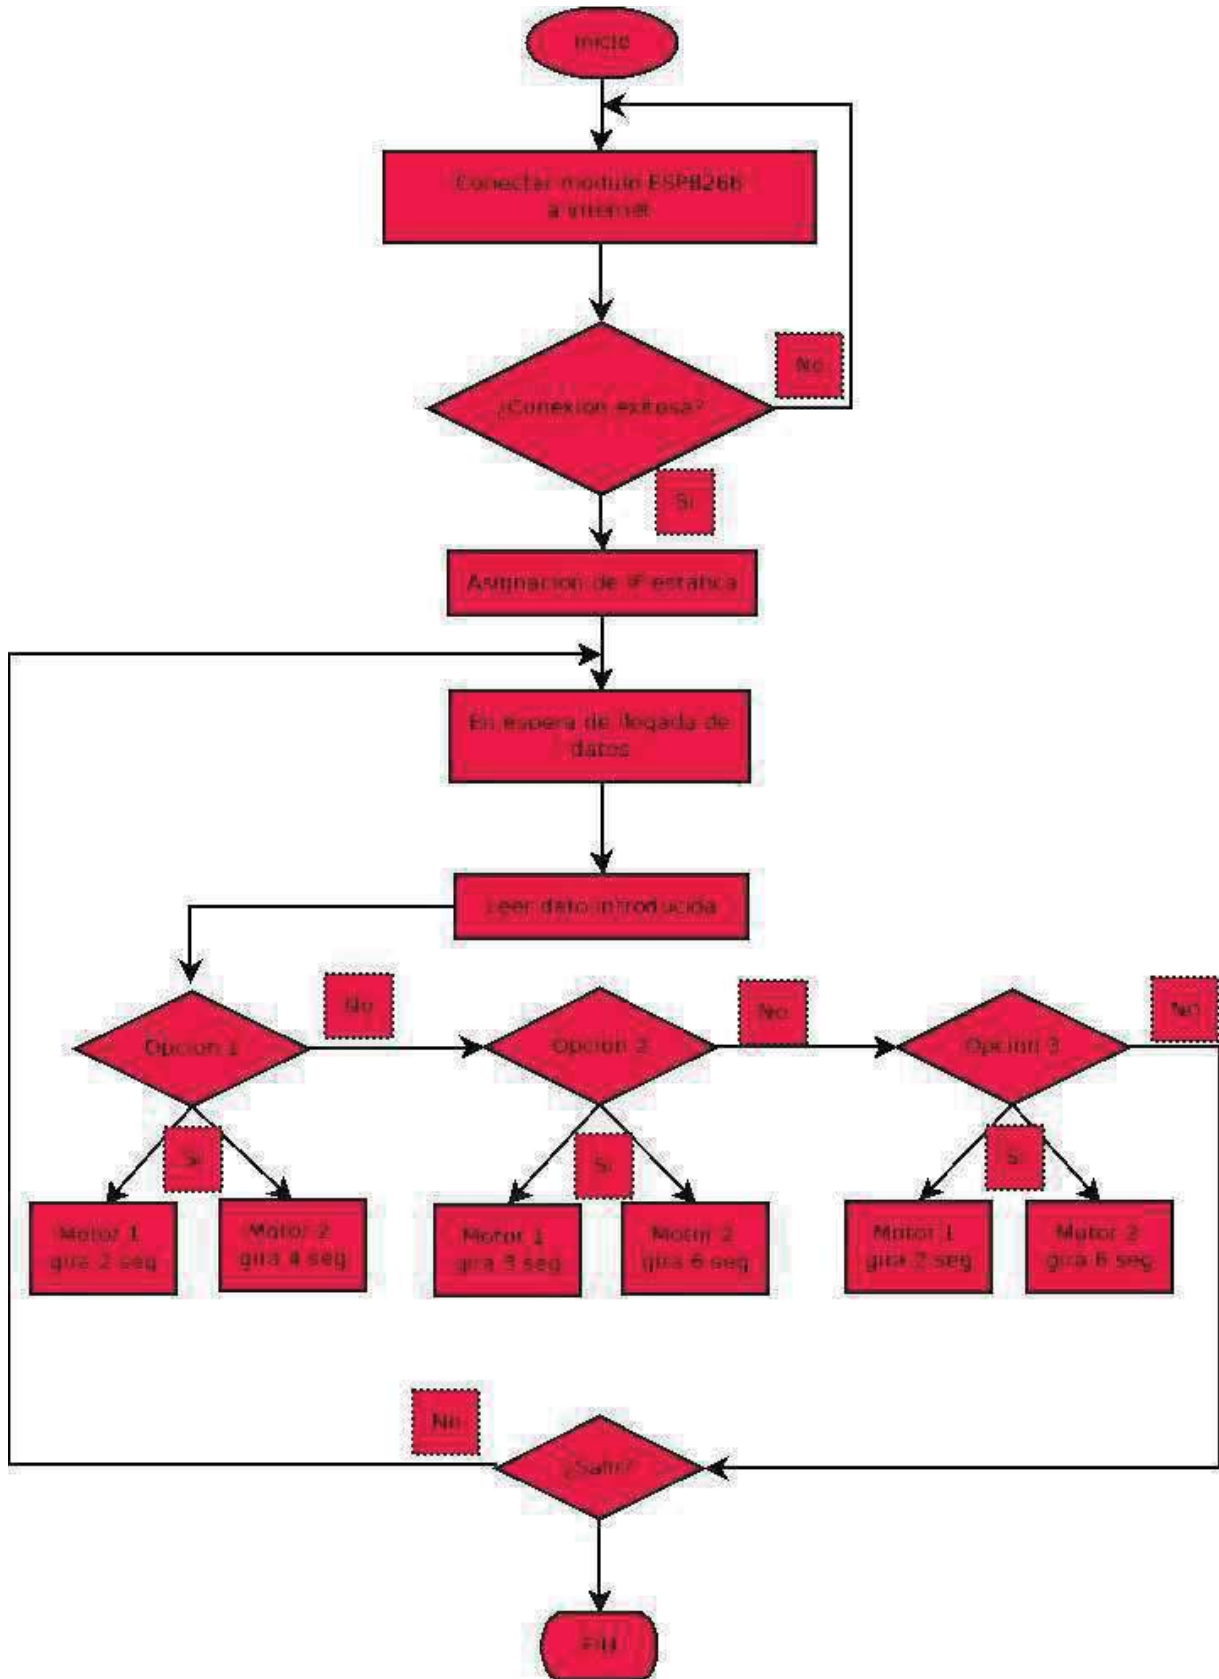 Inicio
Conectar modulo ESP8266
a internet
No
¿Conexion exitosa?
Si
Asignacion de IP estatica
En espera de llegada de
datos
Leer dato introducida
No
No
No
Opcion 1
Opcion 2
Opcion 3
Si
Si
Si
Motor 1
gira 2 seg
Motor 2
gira 4 seg
Motor 1
gira 3 seg
Motor 2
gira 6 seg
Motor 1
gira 2 seg
Motor 2
gira 6 seg
No
¿Salir?
FIN